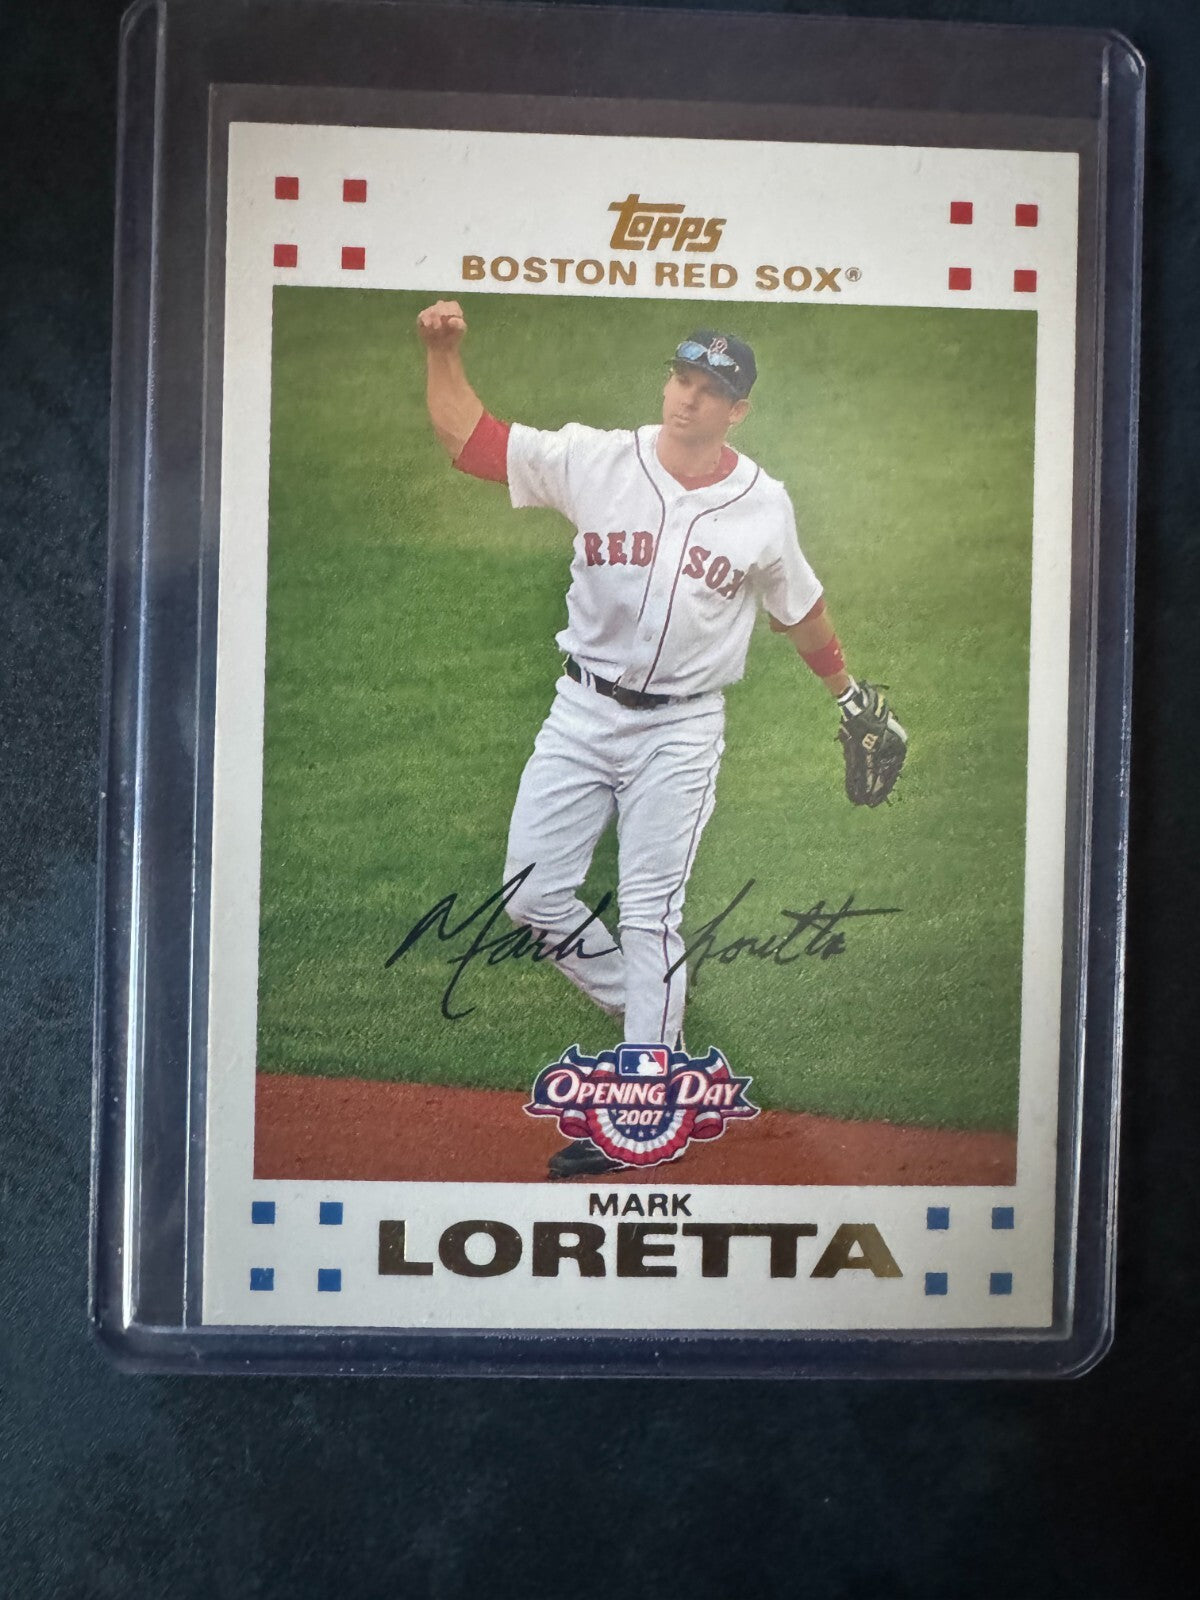 Topps
BOSTON RED SOX®
RED SOX
Mark Loretta
OPENING DAY
2007
MARK
LORETTA